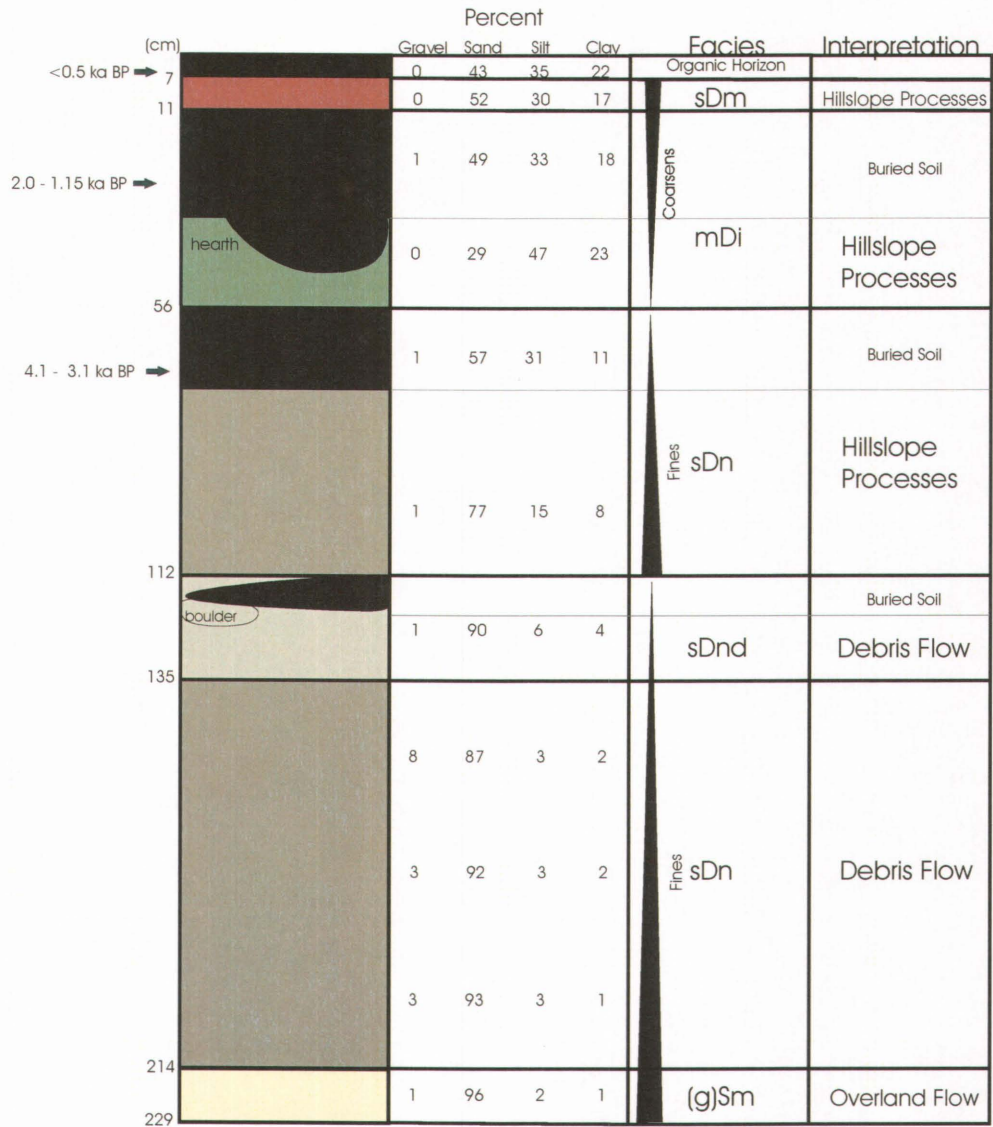 Percent
(cm) Gravel Sand Silt Clay Facies Interpretation
<0.5 ka BP 0 43 35 22 Organic Horizon
7
0 52 30 17 sDm Hillslope Processes
11
1 49 33 18 Buried Soil
2.0 - 1.15 ka BP
Coarsens
mDi
hearth 0 29 47 23 Hillslope
Processes
56
1 57 31 11 Buried Soil
4.1 - 3.1 ka BP
Fines sDn Hillslope
Processes
1 77 15 8
112
Buried Soil
boulder
1 90 6 4 sDnd Debris Flow
135
8 87 3 2
3 92 3 2 Fines sDn Debris Flow
3 93 3 1
214
1 96 2 1 (g)Sm Overland Flow
229